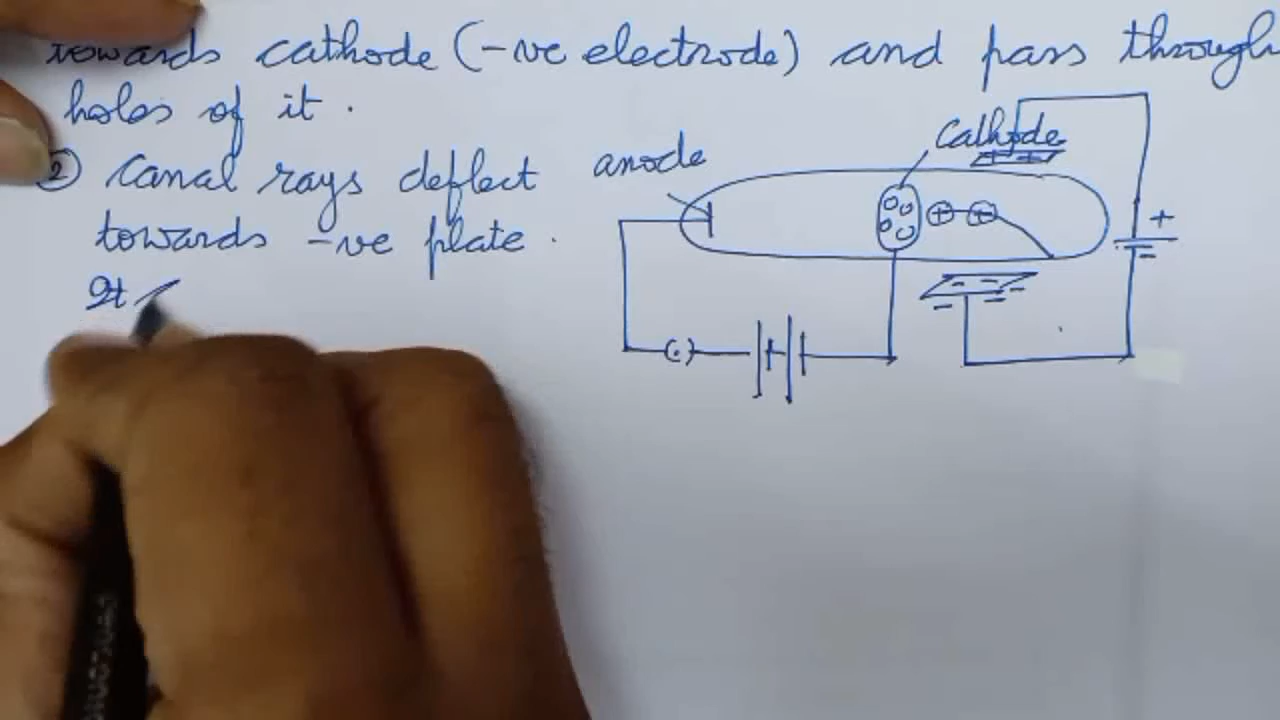 towards cathode (-ve electrode) and pass through
holes of it.
② Canal rays deflect
towards -ve plate.
It
anode
Cathode
+